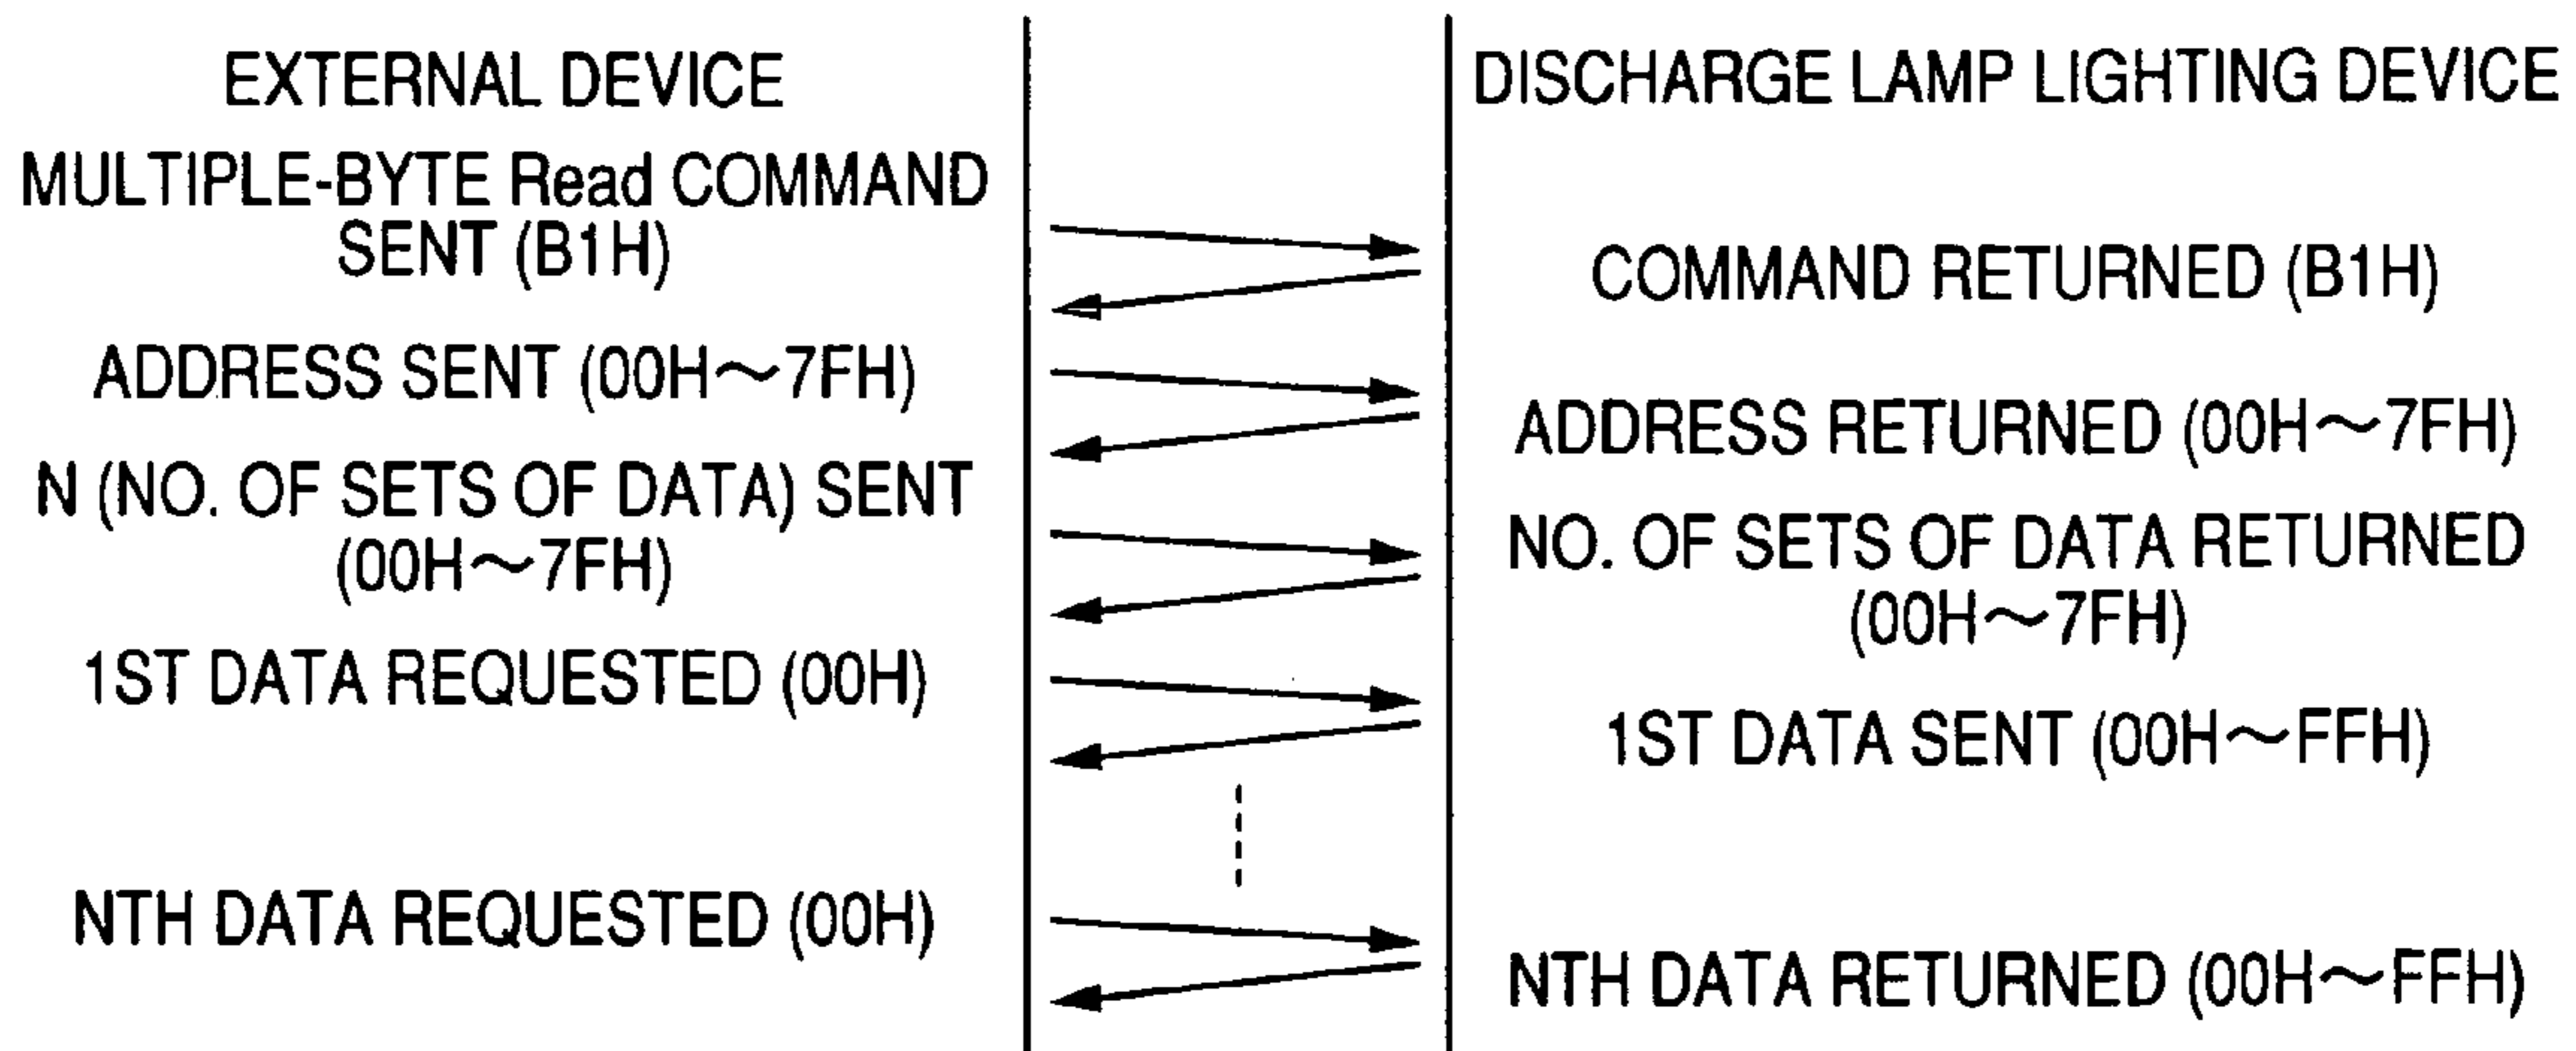 EXTERNAL DEVICE
DISCHARGE LAMP LIGHTING DEVICE
MULTIPLE-BYTE Read COMMAND
SENT (B1H)
COMMAND RETURNED (B1H)
ADDRESS SENT (00H～7FH)
ADDRESS RETURNED (00H～7FH)
N (NO. OF SETS OF DATA) SENT
(00H～7FH)
NO. OF SETS OF DATA RETURNED
(00H～7FH)
1ST DATA REQUESTED (00H)
1ST DATA SENT (00H～FFH)
NTH DATA REQUESTED (00H)
NTH DATA RETURNED (00H～FFH)